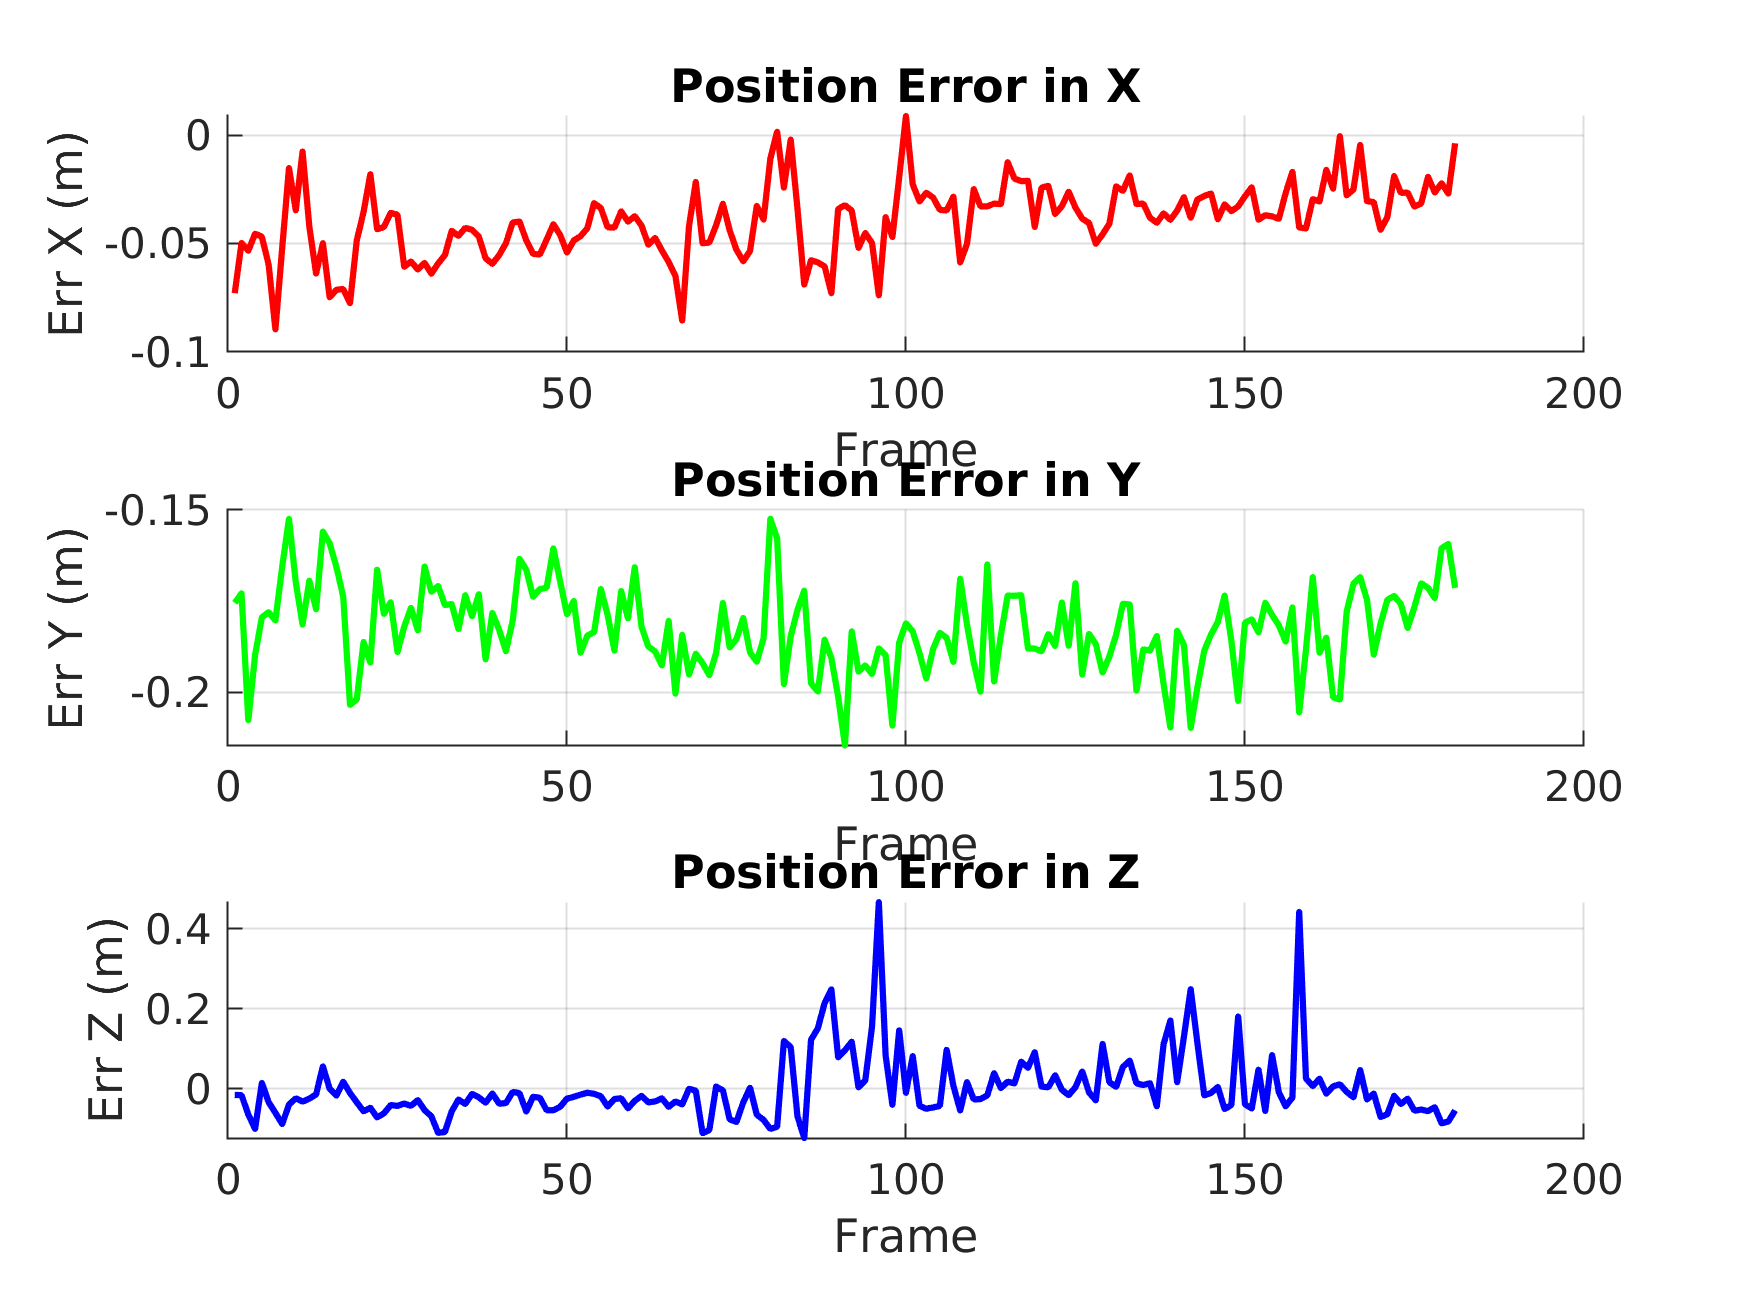 Position Error in X
Err X (m)
0
-0.05
-0.1
0 50 100 150 200
Frame
Position Error in Y
Err Y (m)
-0.15
-0.2
0 50 100 150 200
Frame
Position Error in Z
Err Z (m)
0.4
0.2
0
0 50 100 150 200
Frame